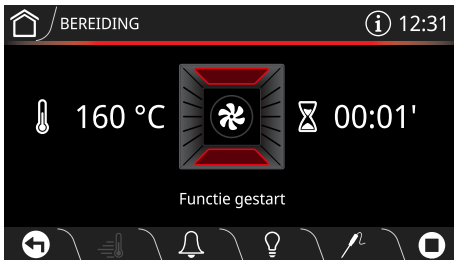 BEREIDING
i 12:31
160 °C
00:01'
Functie gestart